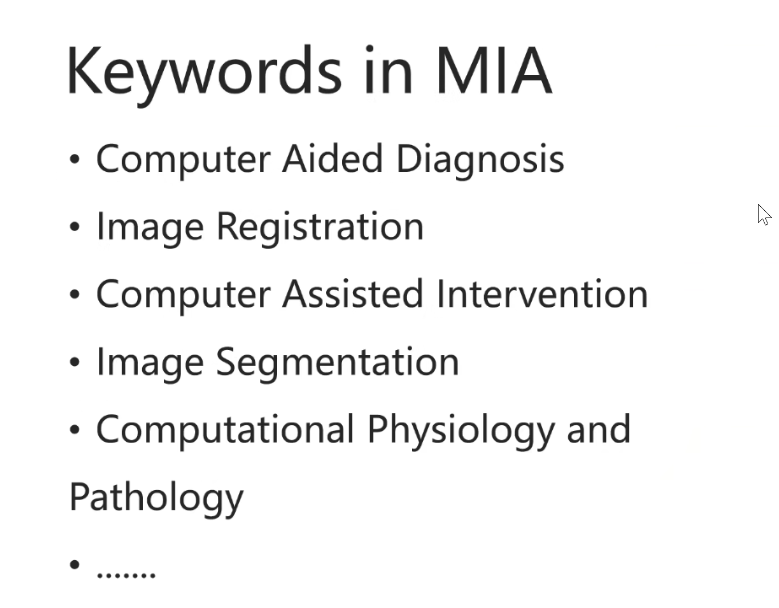 Keywords in MIA
• Computer Aided Diagnosis
• Image Registration
• Computer Assisted Intervention
• Image Segmentation
• Computational Physiology and
Pathology
• .......